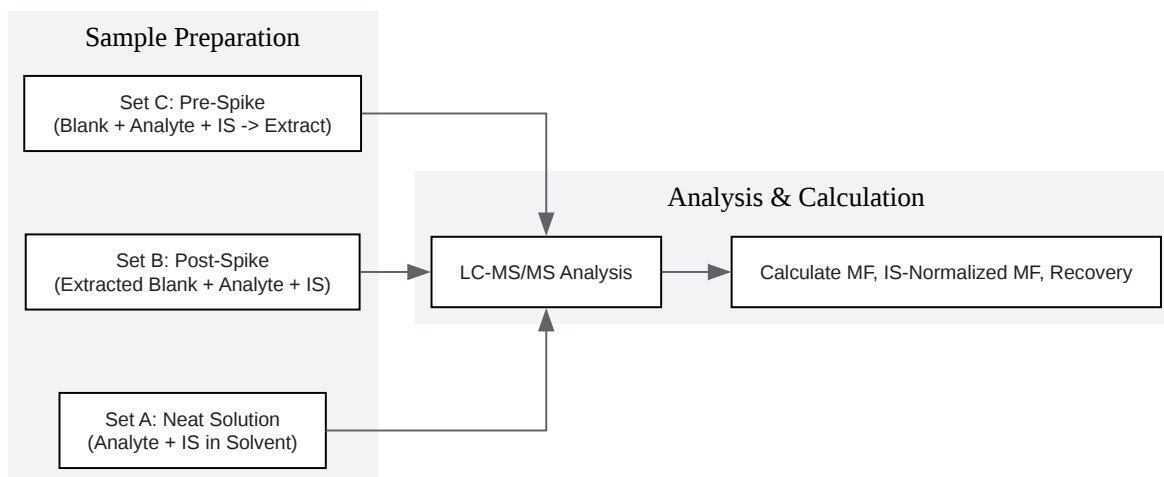 Sample Preparation
Set C: Pre-Spike
(Blank + Analyte + IS -> Extract)
Set B: Post-Spike
(Extracted Blank + Analyte + IS)
Set A: Neat Solution
(Analyte + IS in Solvent)
Analysis & Calculation
LC-MS/MS Analysis
Calculate MF, IS-Normalized MF, Recovery